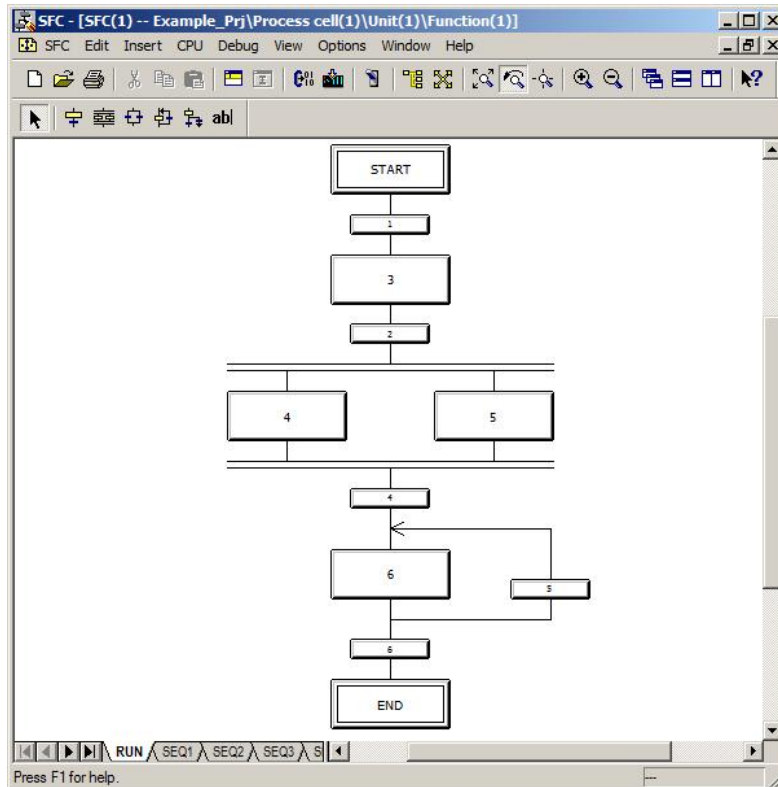 SFC - [SFC(1) -- Example_Prj\Process cell(1)\Unit(1)\Function(1)]
SFC Edit Insert CPU Debug View Options Window Help
abl
START
1
3
2
4 5
4
6
5
6
END
RUN SEQ1 SEQ2 SEQ3 S
Press F1 for help.
---